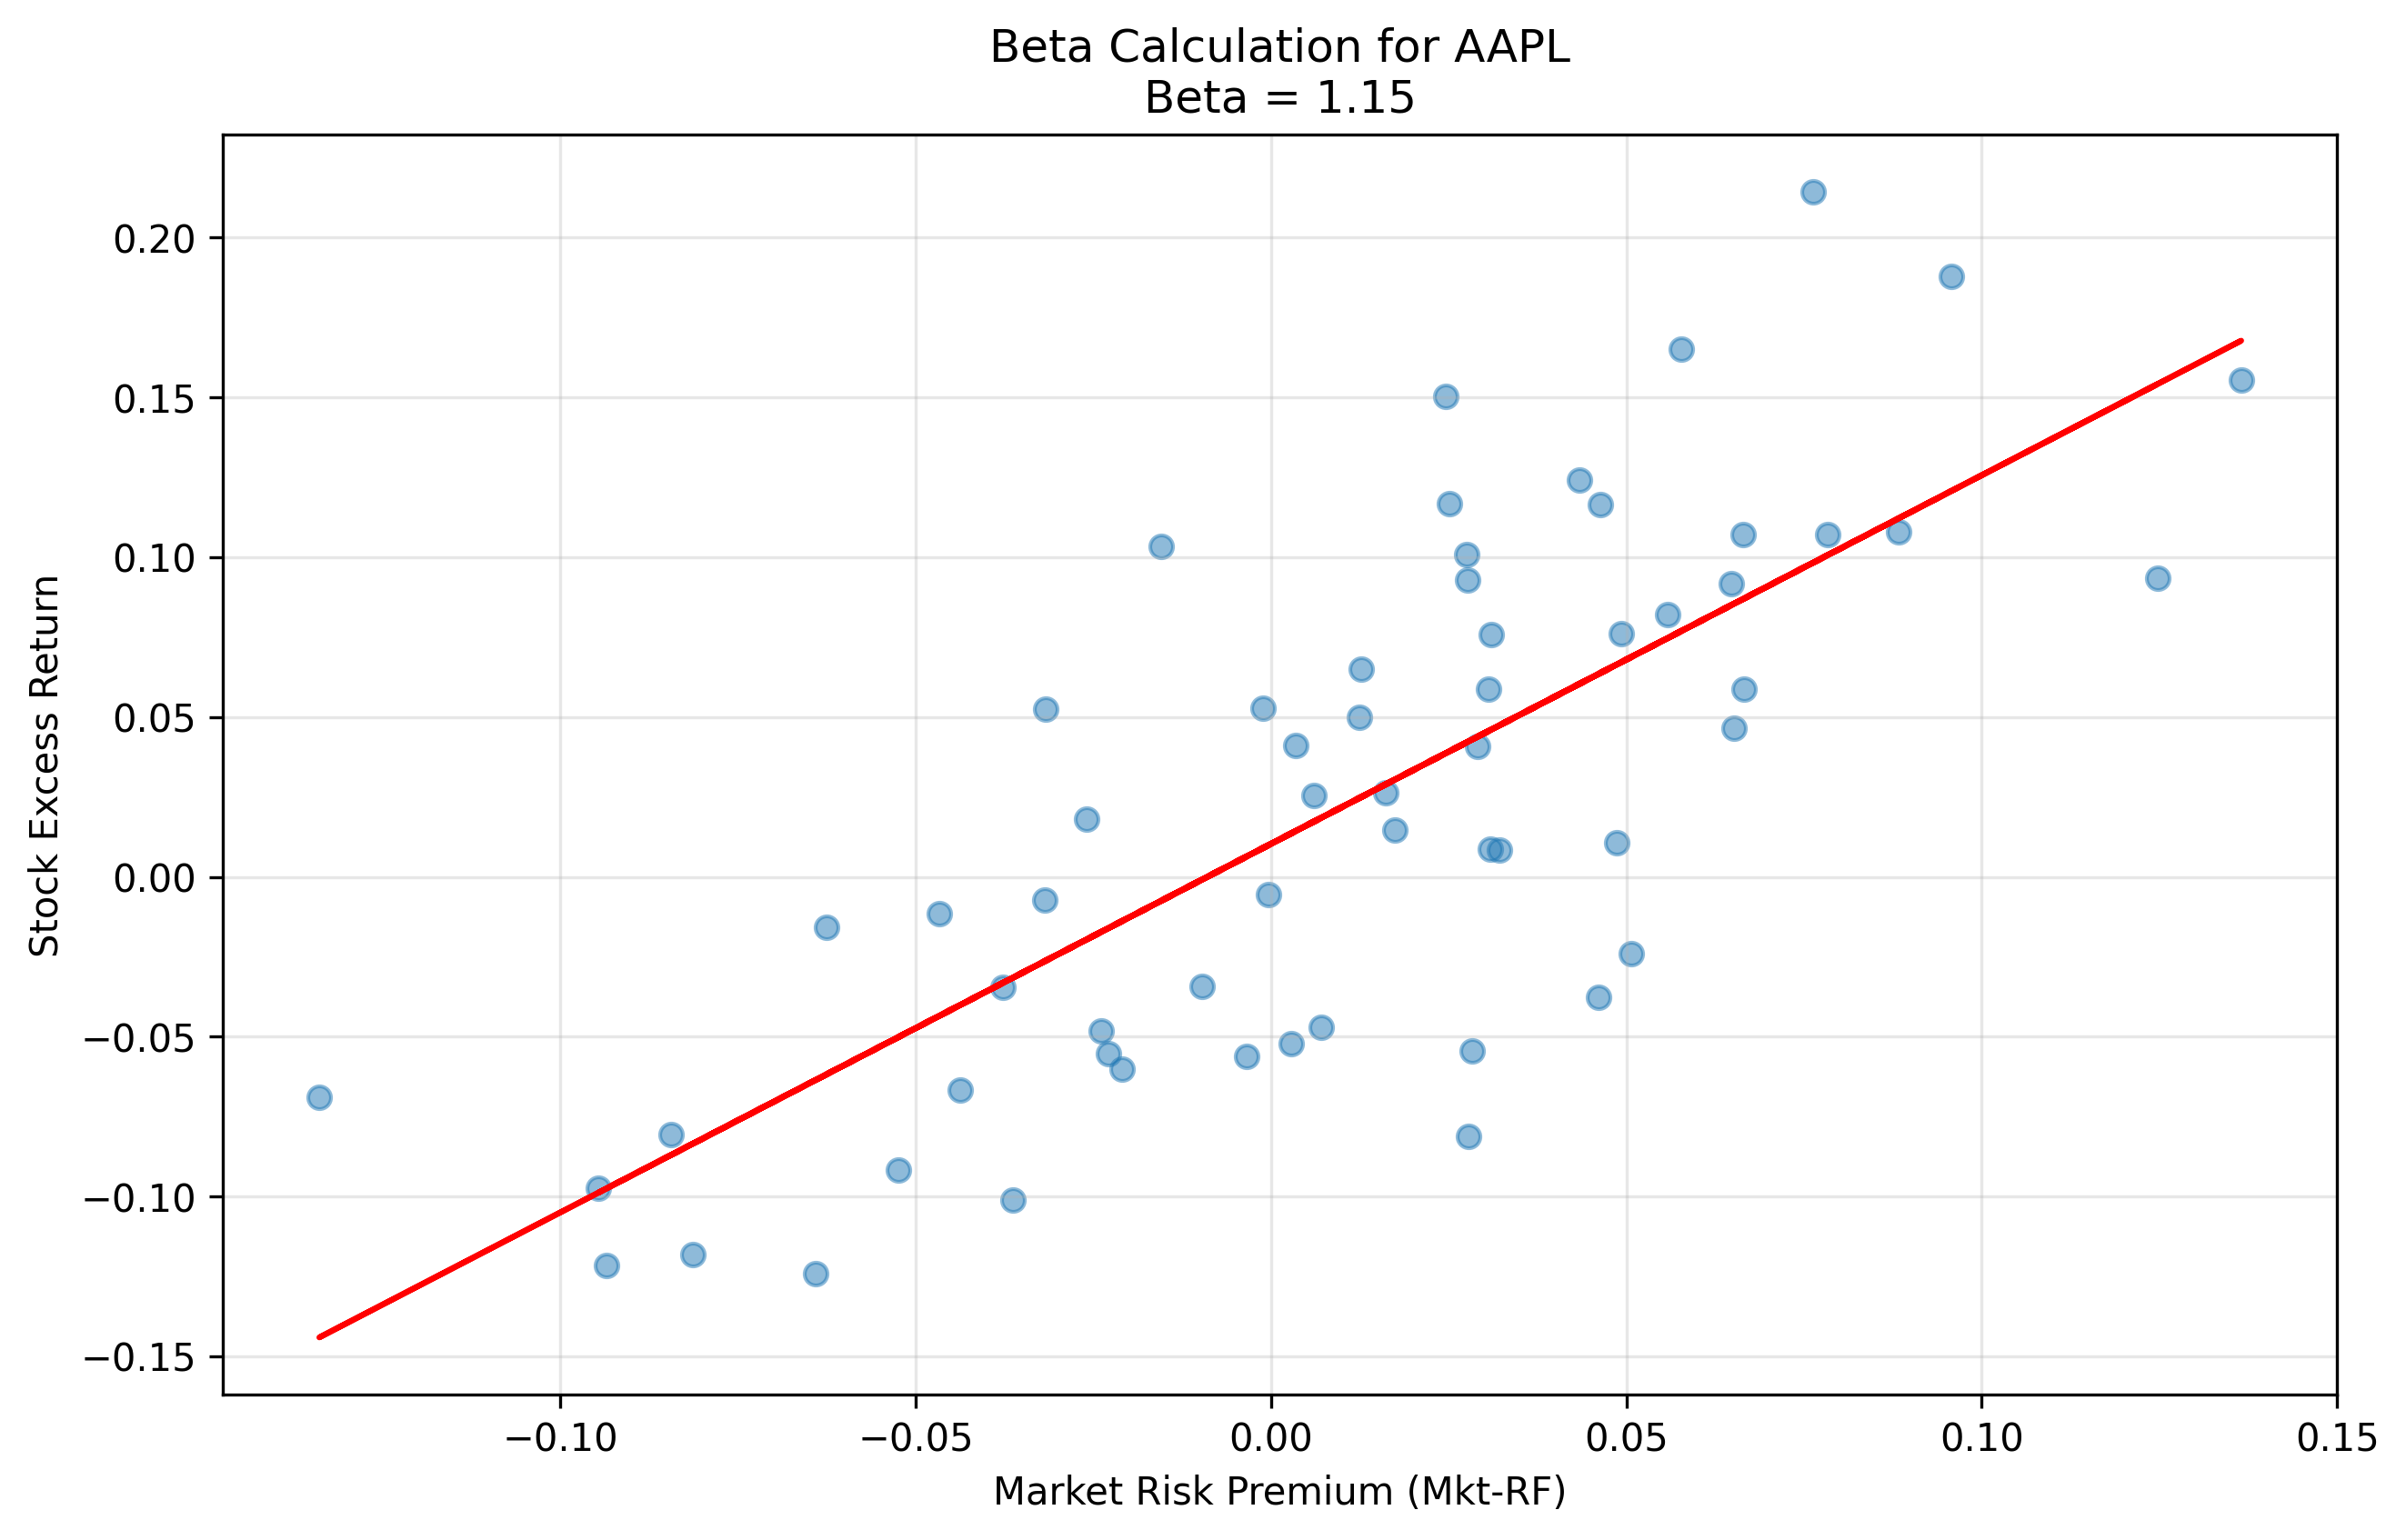 Beta Calculation for AAPL
Beta = 1.15
0.20
0.15
0.10
0.05
0.00
−0.05
−0.10
−0.15
Stock Excess Return
−0.10 −0.05 0.00 0.05 0.10 0.15
Market Risk Premium (Mkt-RF)